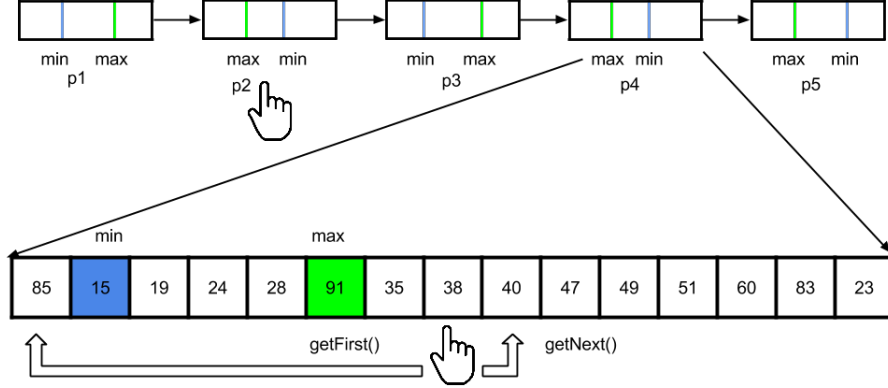 min max max min min max max min max min
p1 p2 p3 p4 p5
min max
85 15 19 24 28 91 35 38 40 47 49 51 60 83 23
getFirst() getNext()